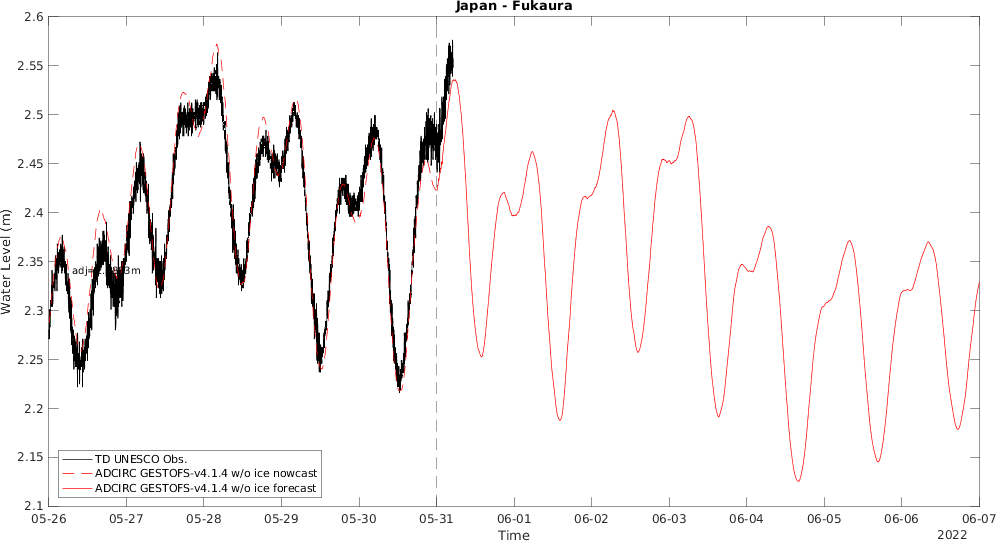 Japan - Fukaura
Water Level (m)
2.6
2.55
2.5
2.45
2.4
2.35
2.3
2.25
2.2
2.15
2.1
TD UNESCO Obs.
ADCIRC GESTOFS-v4.1.4 w/o ice nowcast
ADCIRC GESTOFS-v4.1.4 w/o ice forecast
05-26 05-27 05-28 05-29 05-30 05-31 06-01 06-02 06-03 06-04 06-05 06-06 06-07
Time
2022